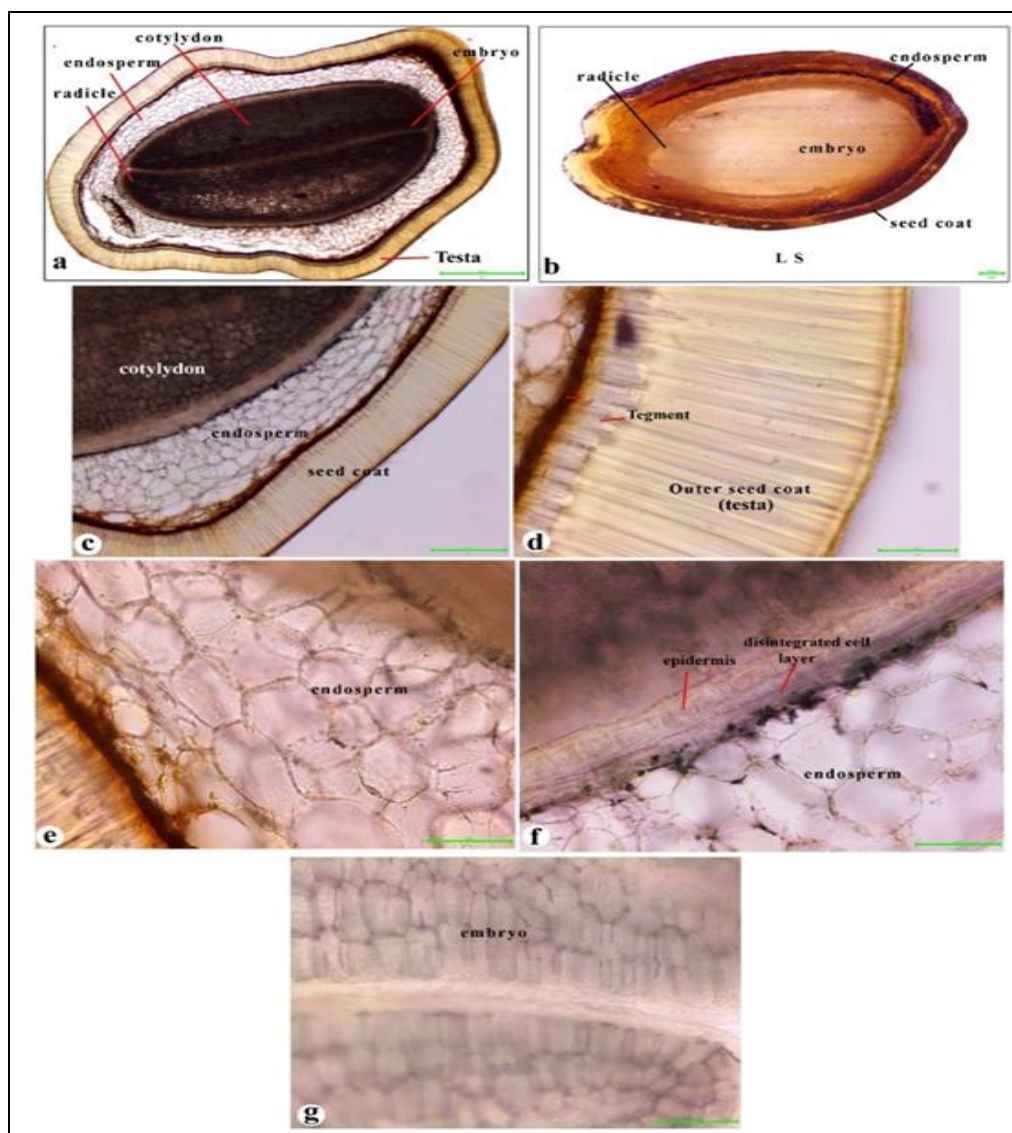 cotylydon
endosperm
embryo
radicle
Testa
a
endosperm
radicle
embryo
seed coat
b
L S
cotylydon
endosperm
seed coat
c
Tegment
Outer seed coat
(testa)
d
endosperm
e
disintegrated cell
layer
epidermis
endosperm
f
embryo
g